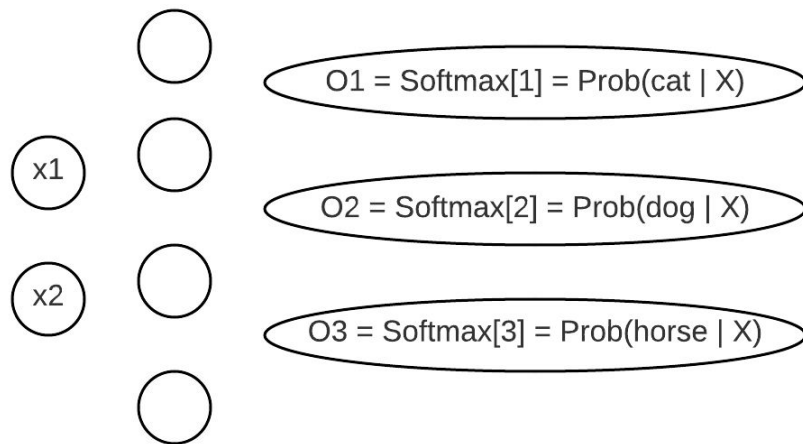 x1
x2
O1 = Softmax[1] = Prob(cat | X)
O2 = Softmax[2] = Prob(dog | X)
O3 = Softmax[3] = Prob(horse | X)